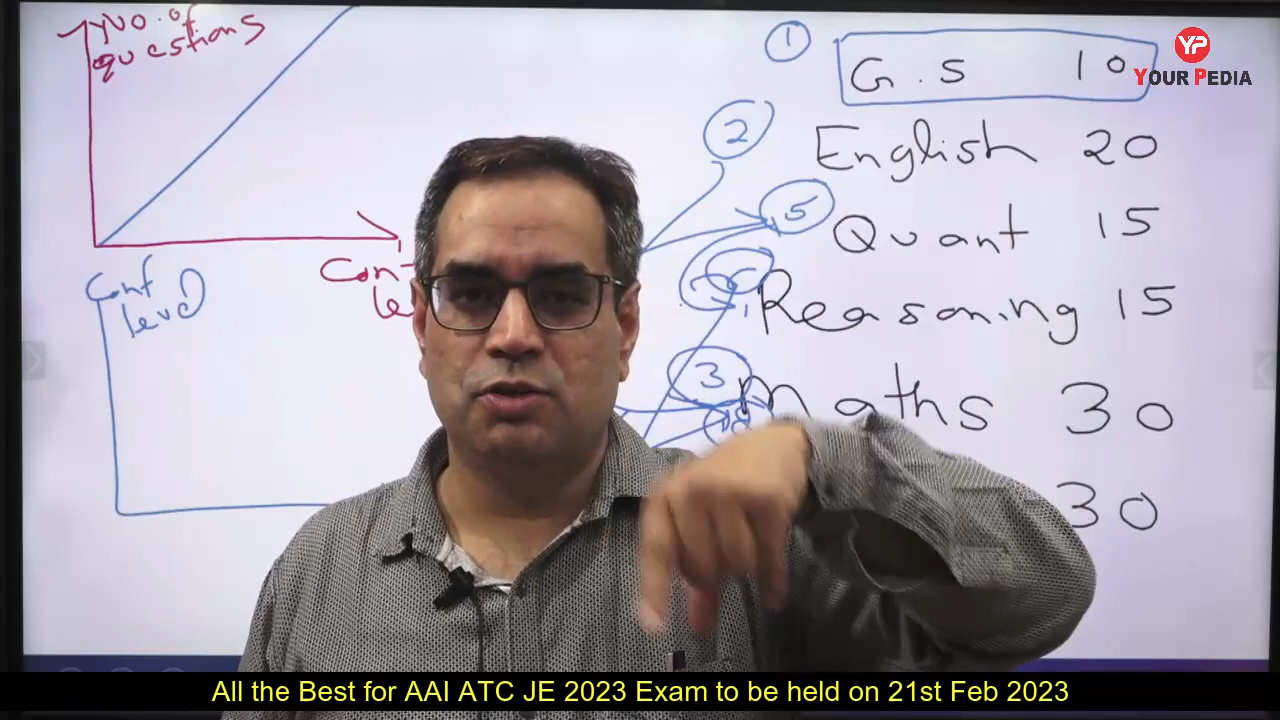 No. of
questions
Conf
level
2
5
3
1
G.S 10
YP
YOUR PEDIA
English 20
Quant 15
Reasoning 15
Maths 30
30
All the Best for AAI ATC JE 2023 Exam to be held on 21st Feb 2023